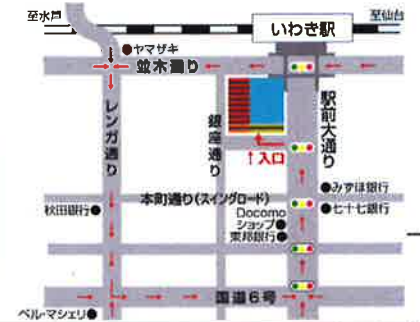 至水戸
いわき駅
至仙台
●ヤマザキ
並木通り
レンガ通り
銀座通り
駅前大通り
↑入口
本町通り(スイングロード)
●みずほ銀行
秋田銀行●
Docomo
ショップ●
●七十七銀行
東邦銀行●
国道6号
ベル・マシェリ●